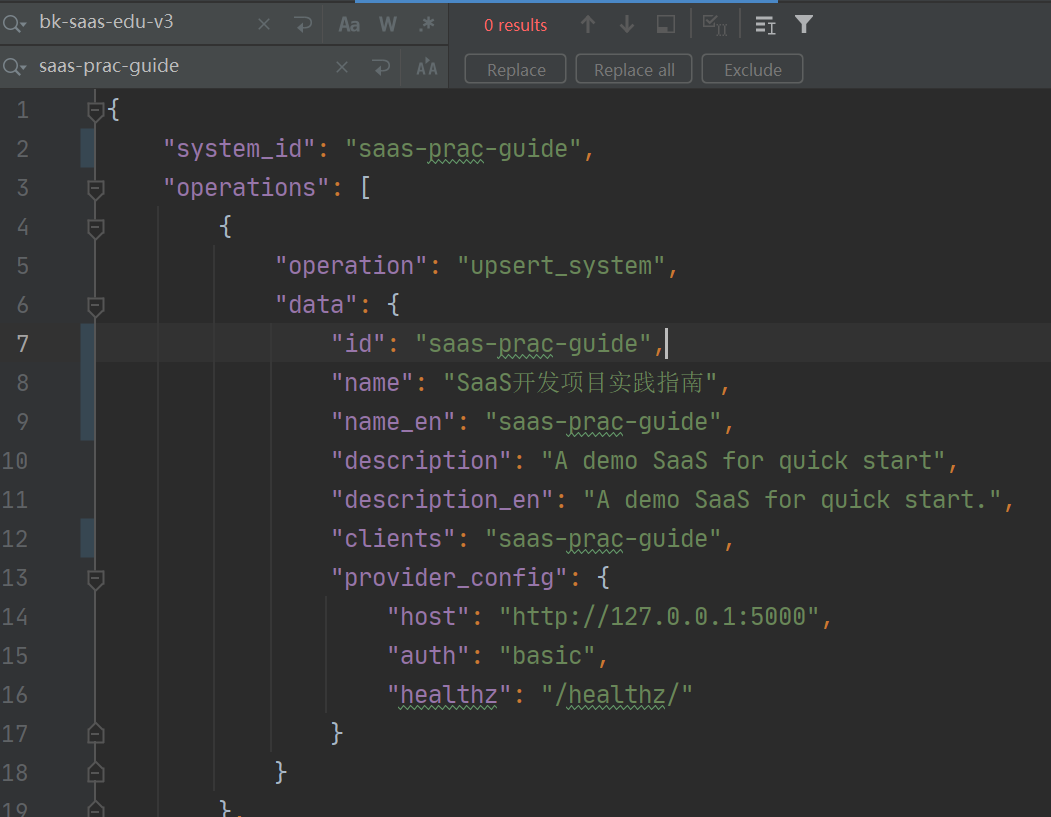 bk-saas-edu-v3
Aa W .*
0 results
saas-prac-guide
Replace Replace all Exclude
1 {
2 "system_id": "saas-prac-guide",
3 "operations": [
4 {
5 "operation": "upsert_system",
6 "data": {
7 "id": "saas-prac-guide",
8 "name": "SaaS开发项目实践指南",
9 "name_en": "saas-prac-guide",
10 "description": "A demo SaaS for quick start",
11 "description_en": "A demo SaaS for quick start.",
12 "clients": "saas-prac-guide",
13 "provider_config": {
14 "host": "http://127.0.0.1:5000",
15 "auth": "basic",
16 "healthz": "/healthz/"
17 }
18 }
19 },